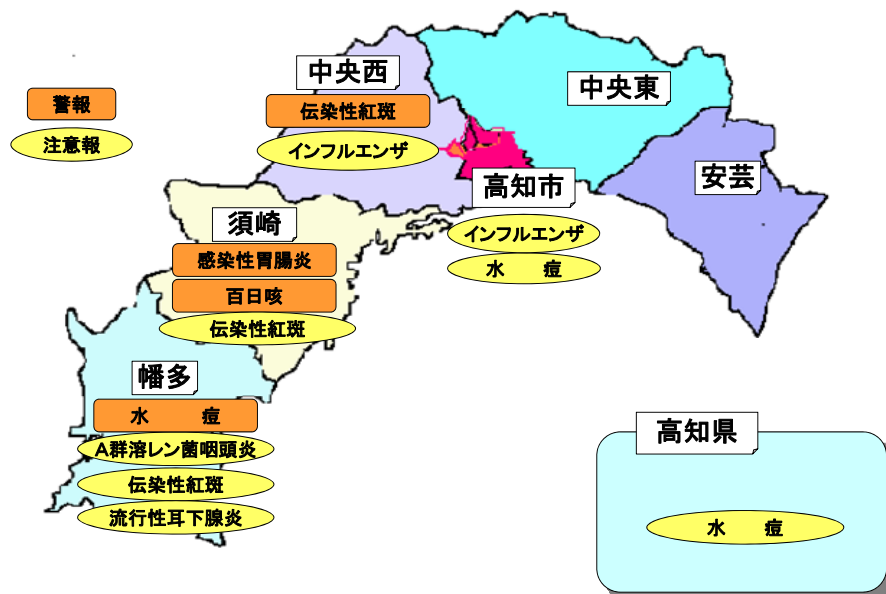 警報
注意報
中央西
伝染性紅斑
インフルエンザ
中央東
安芸
高知市
インフルエンザ
水　　痘
須崎
感染性胃腸炎
百日咳
伝染性紅斑
幡多
水　　痘
A群溶レン菌咽頭炎
伝染性紅斑
流行性耳下腺炎
高知県
水　　痘